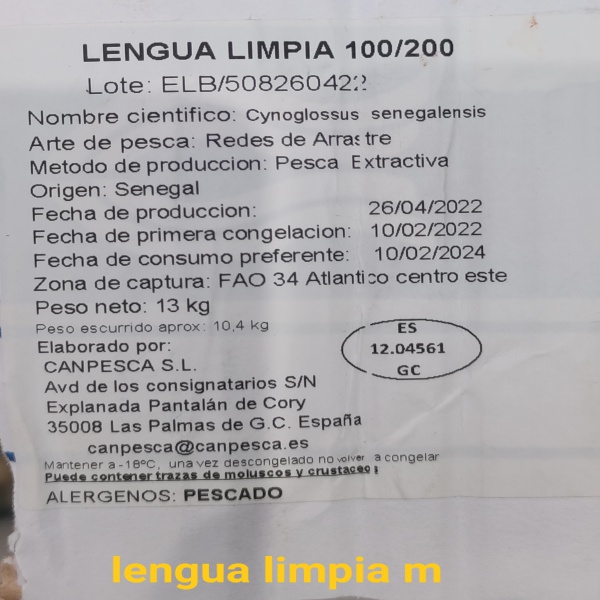 LENGUA LIMPIA 100/200
Lote: ELB/508260422
Nombre cientifico: Cynoglossus senegalensis
Arte de pesca: Redes de Arrastre
Metodo de produccion: Pesca Extractiva
Origen: Senegal
Fecha de produccion: 26/04/2022
Fecha de primera congelacion: 10/02/2022
Fecha de consumo preferente: 10/02/2024
Zona de captura: FAO 34 Atlantico centro este
Peso neto: 13 kg
Peso escurrido aprox: 10,4 kg
Elaborado por:
CANPESCA S.L.
Avd de los consignatarios S/N
Explanada Pantalán de Cory
35008 Las Palmas de G.C. España
canpesca@canpesca.es
ES
12.04561
GC
Mantener a -18ºC, una vez descongelado no volver a congelar
Puede contener trazas de moluscos y crustaceos
ALERGENOS: PESCADO
lengua limpia m